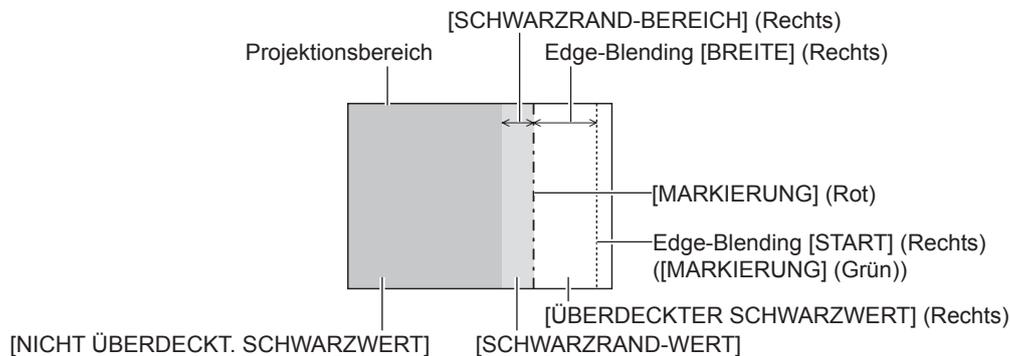 [SCHWARZRAND-BEREICH] (Rechts)
Projektionsbereich
Edge-Blending [BREITE] (Rechts)
[MARKIERUNG] (Rot)
Edge-Blending [START] (Rechts)
([MARKIERUNG] (Grün))
[ÜBERDECKTER SCHWARZWERT] (Rechts)
[NICHT ÜBERDECKT. SCHWARZWERT]
[SCHWARZRAND-WERT]